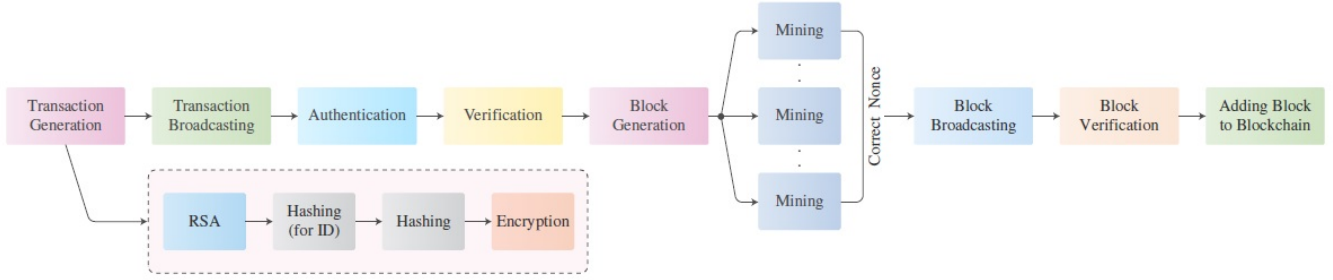 Transaction
Generation
Transaction
Broadcasting
Authentication
Verification
Block
Generation
Mining
Mining
Mining
Correct Nonce
Block
Broadcasting
Block
Verification
Adding Block
to Blockchain
RSA
Hashing
(for ID)
Hashing
Encryption